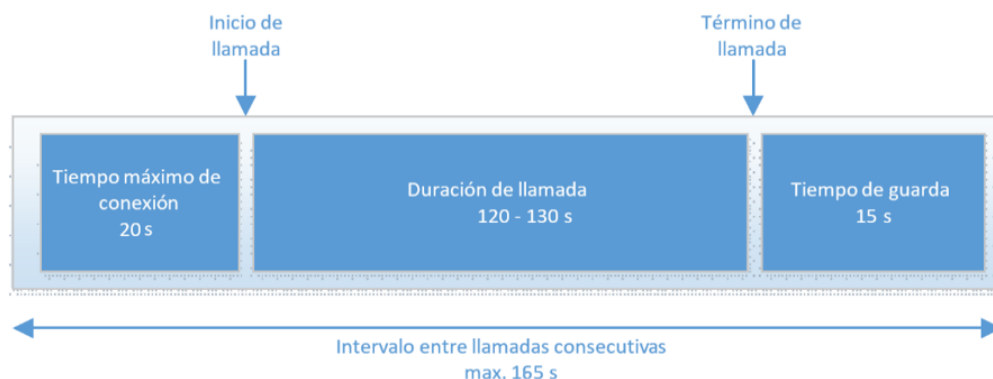 Inicio de
llamada
Término de
llamada
Tiempo máximo de
conexión
20 s
Duración de llamada
120 - 130 s
Tiempo de guarda
15 s
Intervalo entre llamadas consecutivas
max. 165 s